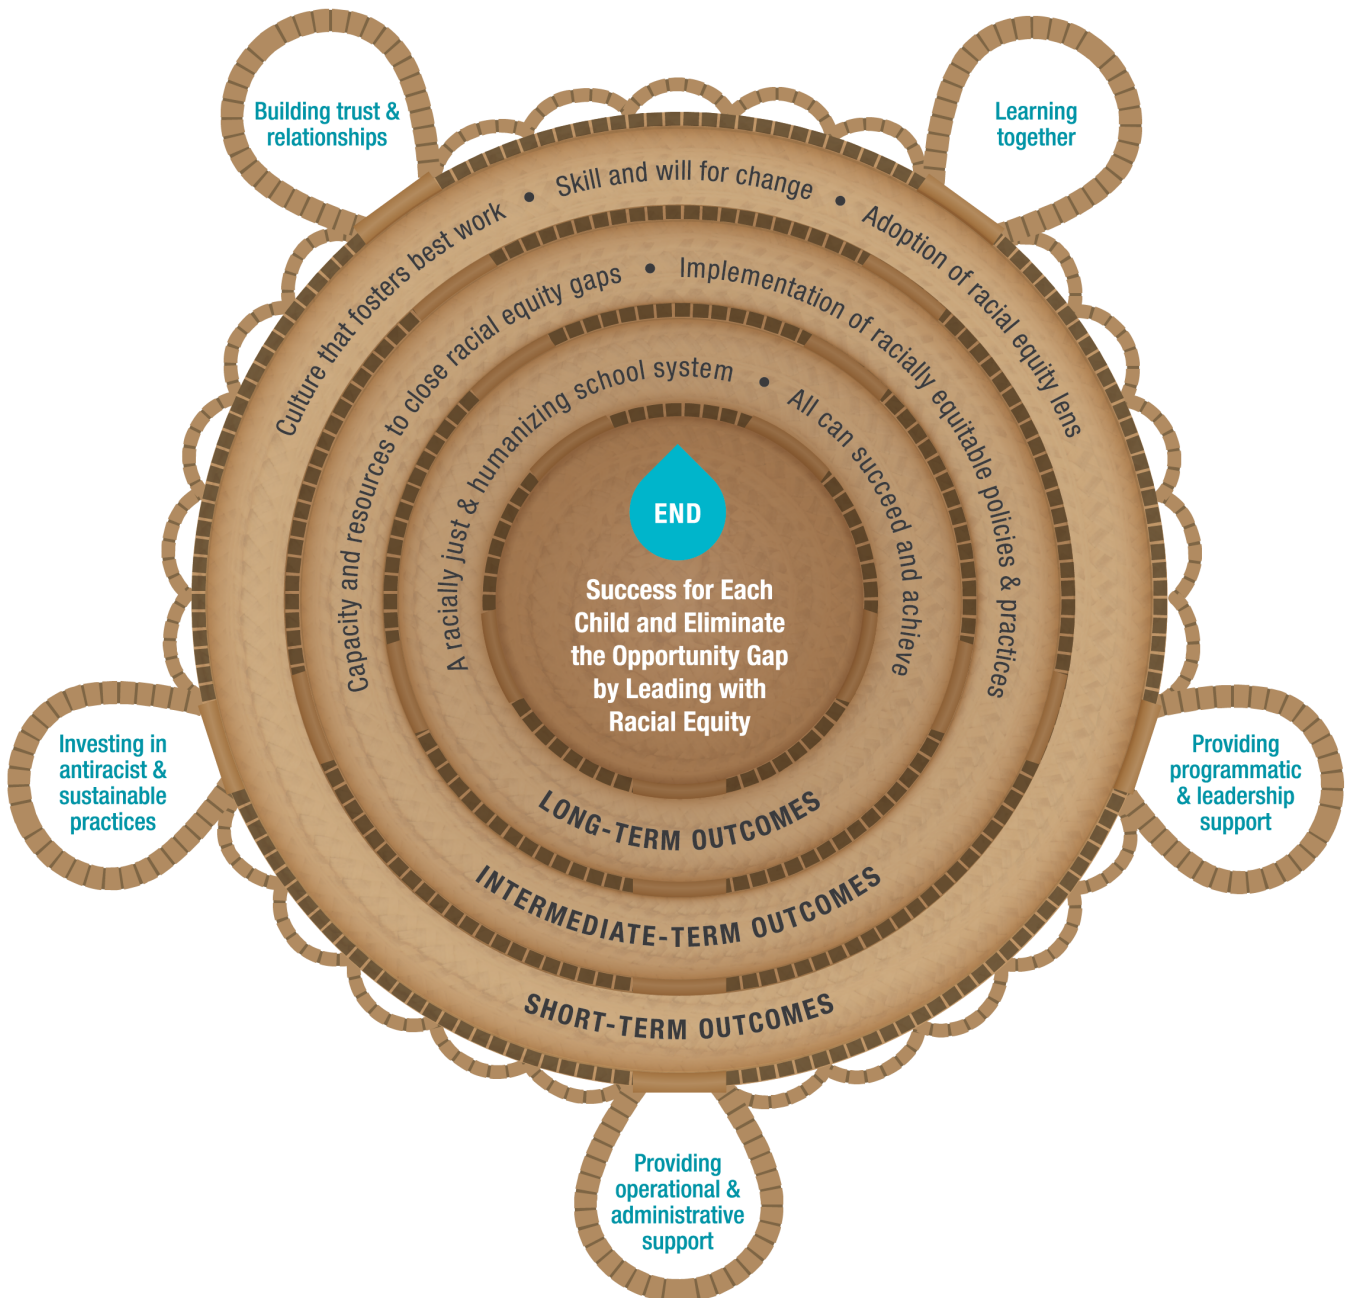 Building trust &
relationships
Learning
together
Culture that fosters best work • Skill and will for change • Adoption of racial equity lens
Capacity and resources to close racial equity gaps • Implementation of racially equitable policies & practices
A racially just & humanizing school system • All can succeed and achieve
END
Success for Each
Child and Eliminate
the Opportunity Gap
by Leading with
Racial Equity
Investing in
antiracist &
sustainable
practices
Providing
programmatic
& leadership
support
LONG-TERM OUTCOMES
INTERMEDIATE-TERM OUTCOMES
SHORT-TERM OUTCOMES
Providing
operational &
administrative
support